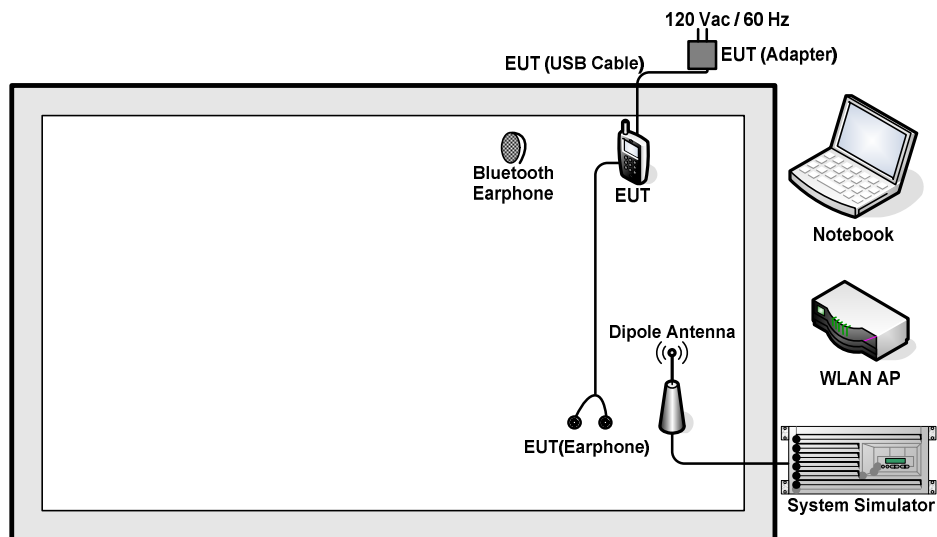 120 Vac / 60 Hz
EUT (Adapter)
EUT (USB Cable)
Bluetooth
Earphone
EUT
Notebook
Dipole Antenna
WLAN AP
EUT(Earphone)
System Simulator